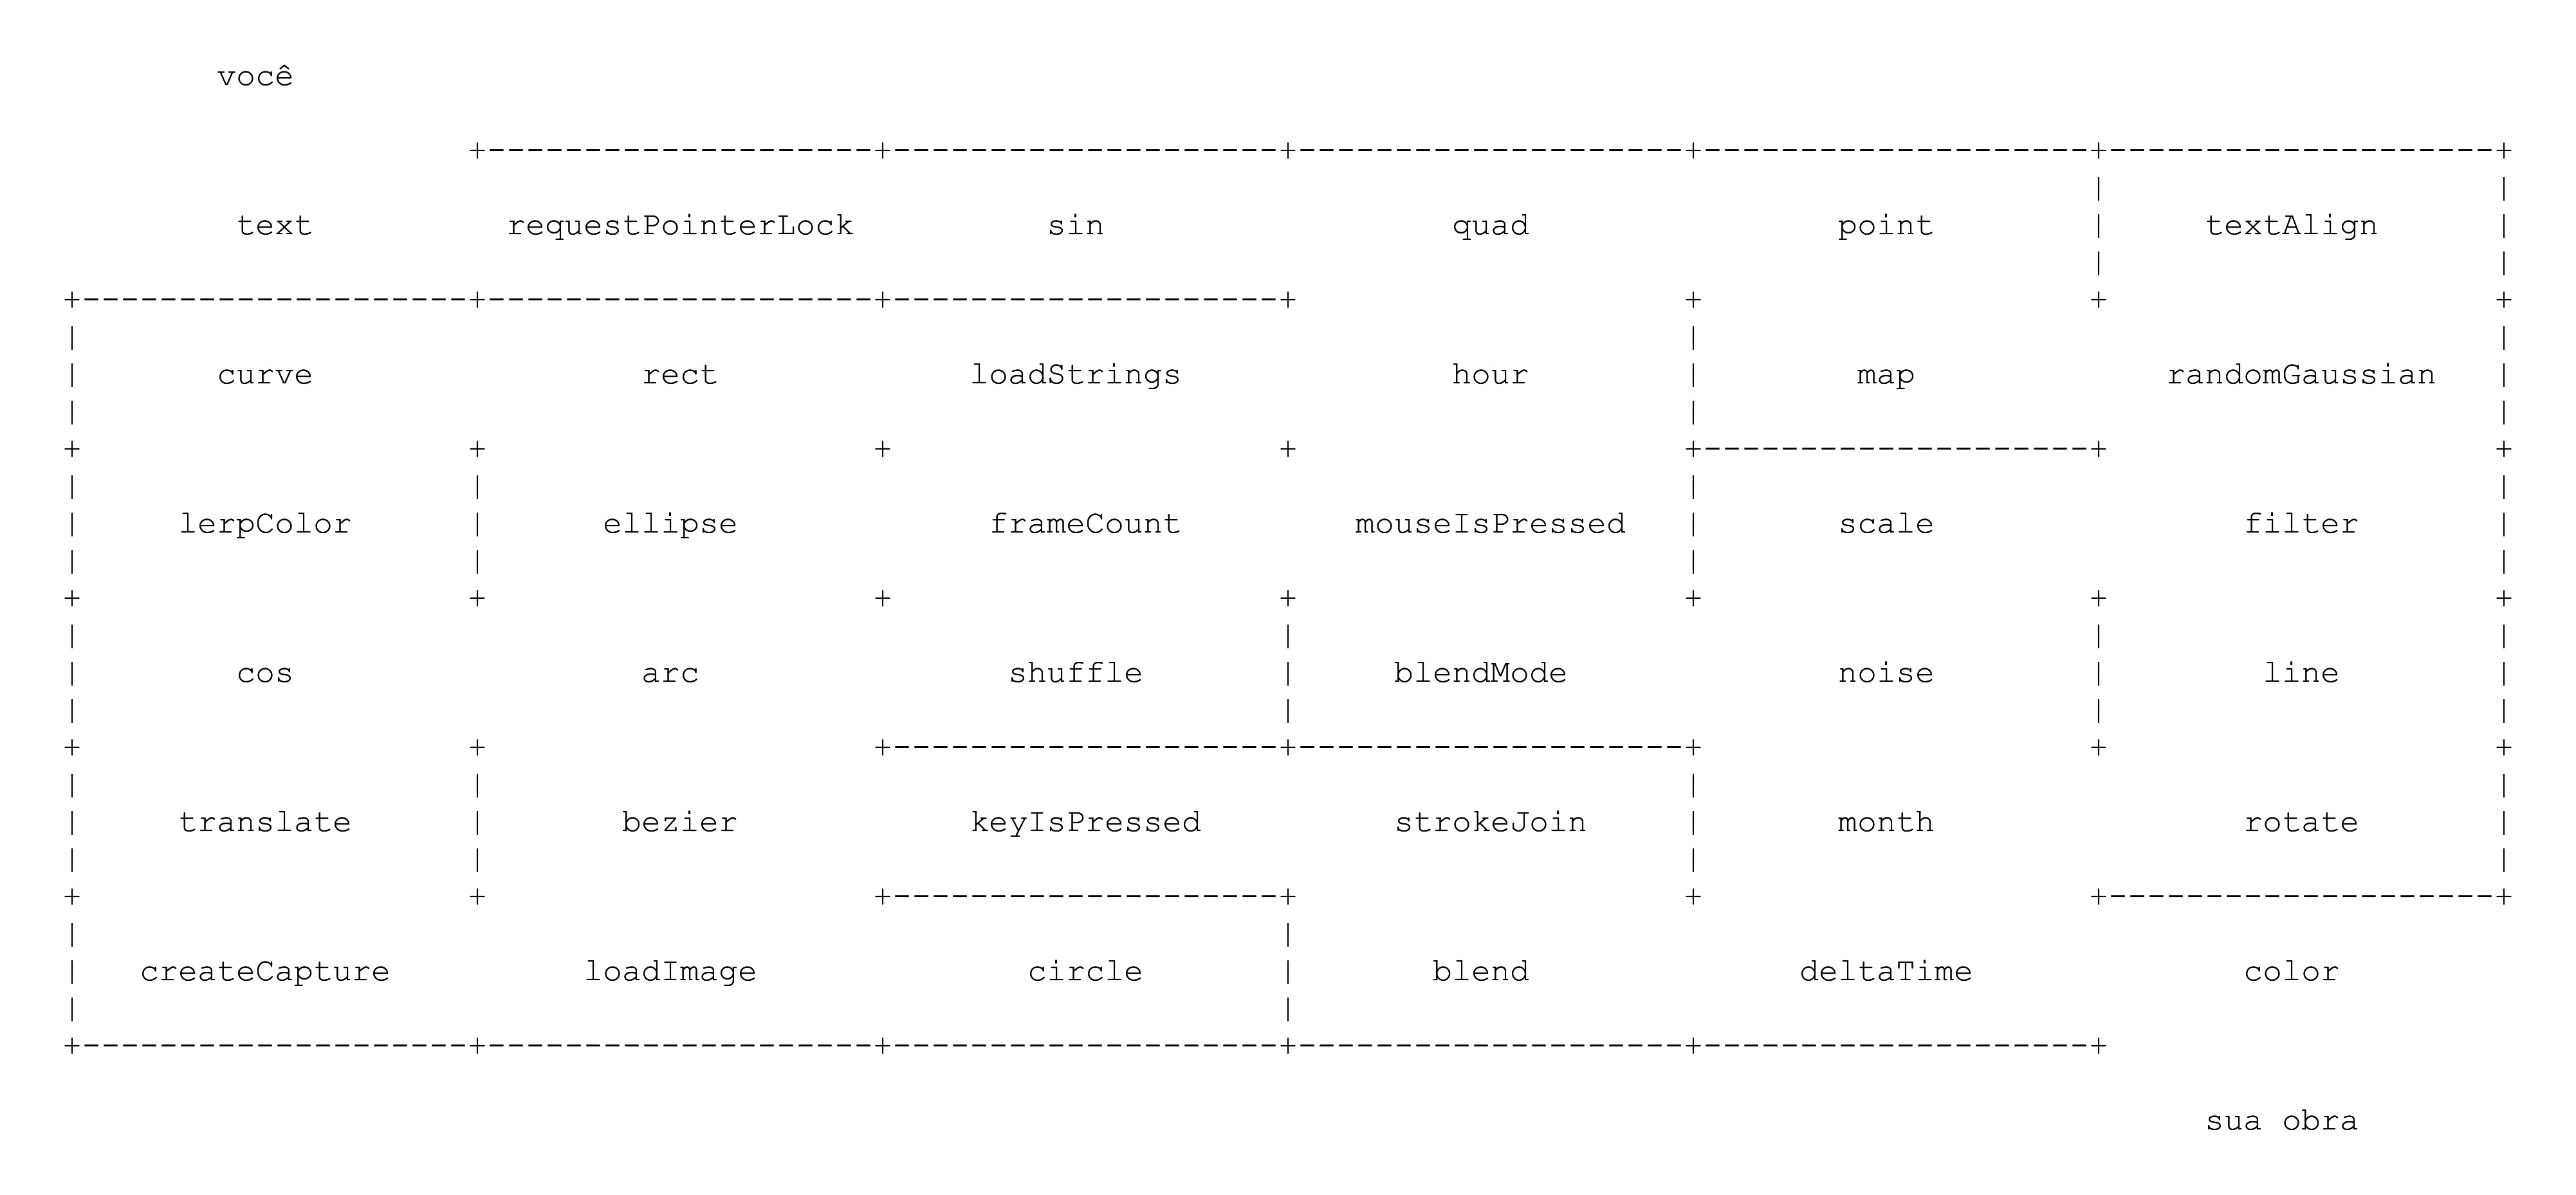 você
text requestPointerLock sin quad point textAlign
curve rect loadStrings hour map randomGaussian
lerpColor ellipse frameCount mouseIsPressed scale filter
cos arc shuffle blendMode noise line
translate bezier keyIsPressed strokeJoin month rotate
createCapture loadImage circle blend deltaTime color
sua obra